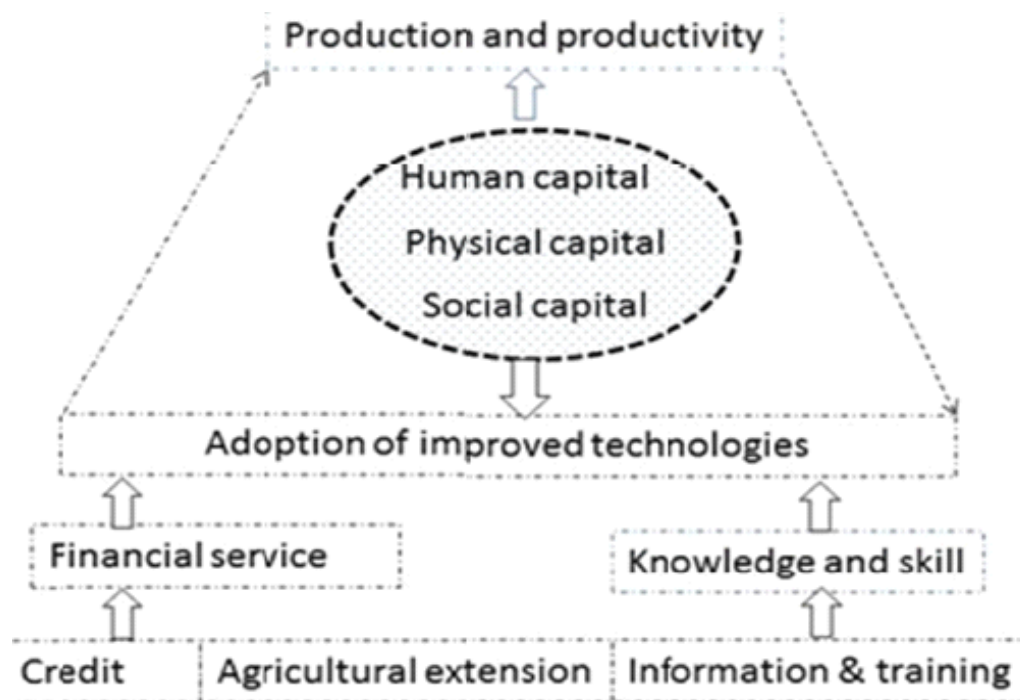 Production and productivity
Human capital
Physical capital
Social capital
Adoption of improved technologies
Financial service
Knowledge and skill
Credit
Agricultural extension
Information & training